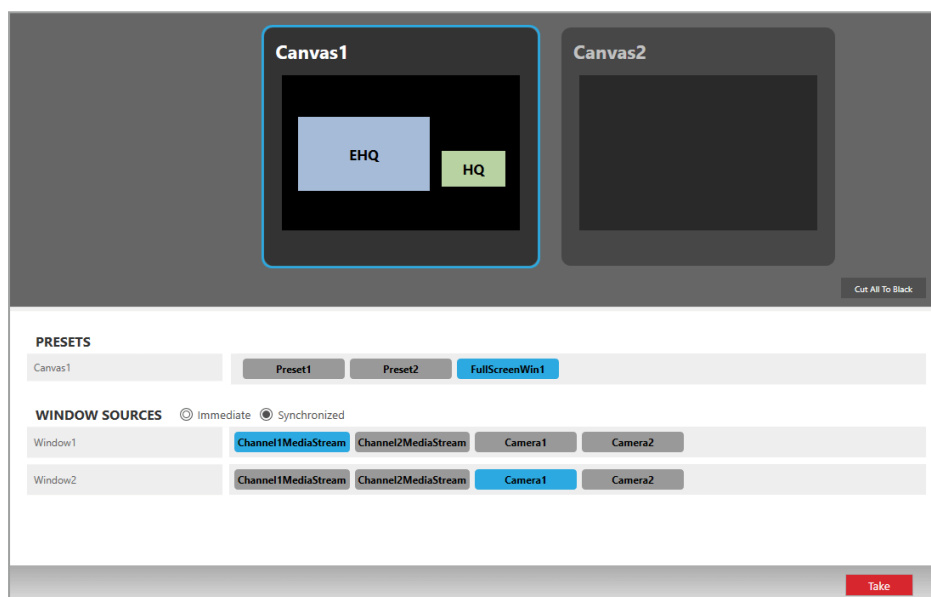 Canvas1
Canvas2
EHQ
HQ
Cut All To Black
PRESETS
Canvas1
Preset1
Preset2
FullScreenWin1
WINDOW SOURCES
Immediate
Synchronized
Window1
Channel1MediaStream
Channel2MediaStream
Camera1
Camera2
Window2
Channel1MediaStream
Channel2MediaStream
Camera1
Camera2
Take